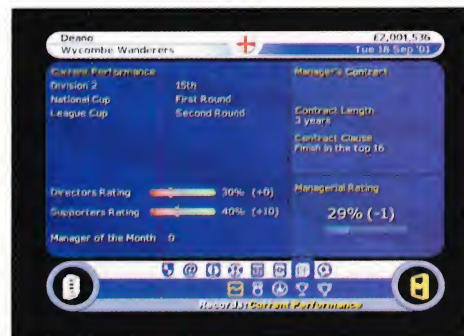 Deano £2,001,536
Wycombe Wanderers Tue 18 Sep '01
Current Performance Manager's Contract
Division 2 15th
National Cup First Round
League Cup Second Round
Contract Length
3 years
Contract Clause
Finish in the top 16
Directors Rating 30% (+0)
Supporters Rating 40% (+10)
Managerial Rating
29% (-1)
Manager of the Month 0
Records: Current Performance